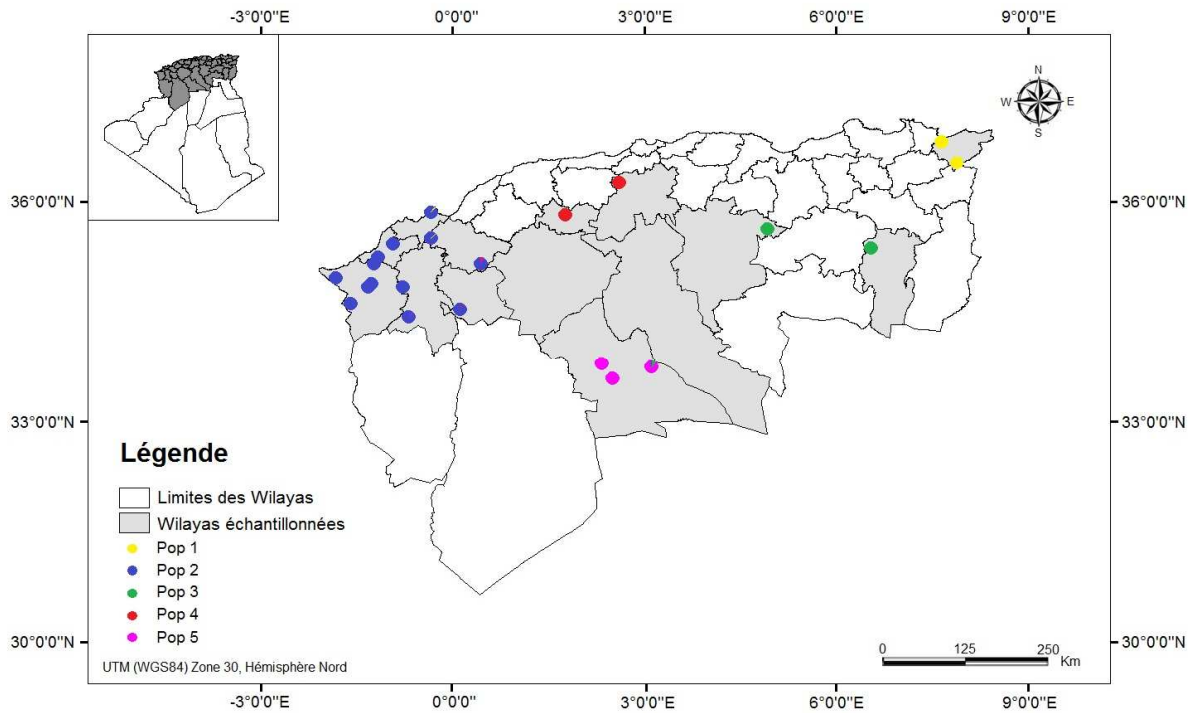 -3°0'0"W 0°0'0" 3°0'0"E 6°0'0"E 9°0'0"E
N
W E
S
36°0'0"N 36°0'0"N
33°0'0"N 33°0'0"N
Légende
Limites des Wilayas
Wilayas échantillonnées
Pop 1
Pop 2
Pop 3
Pop 4
Pop 5
30°0'0"N 30°0'0"N
0 125 250
Km
UTM (WGS84) Zone 30, Hémisphère Nord
-3°0'0"W 0°0'0" 3°0'0"E 6°0'0"E 9°0'0"E